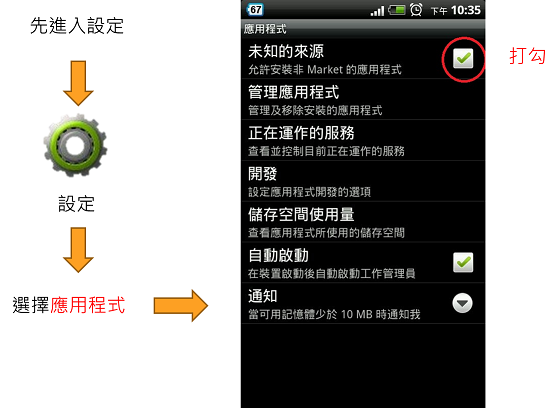 先進入設定
設定
選擇應用程式
67
下午 10:35
應用程式
未知的來源
允許安裝非 Market 的應用程式
打勾
管理應用程式
管理及移除安裝的應用程式
正在運作的服務
查看並控制目前正在運作的服務
開發
設定應用程式開發的選項
儲存空間使用量
查看應用程式所使用的儲存空間
自動啟動
在裝置啟動後自動啟動工作管理員
通知
當可用記憶體少於 10 MB 時通知我